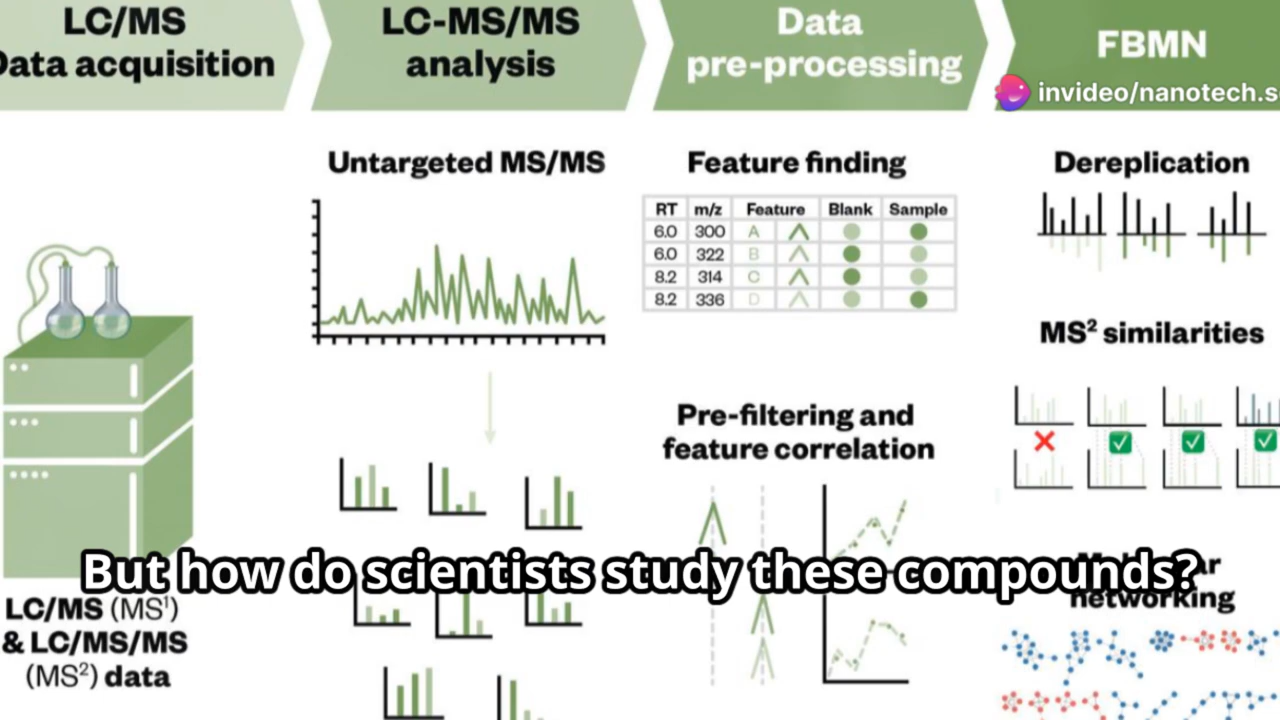 LC/MS
Data acquisition
LC-MS/MS
analysis
Data
pre-processing
FBMN
invideo/nanotech.s
Untargeted MS/MS
Feature finding
RT m/z Feature Blank Sample
6.0 300 A
6.0 322 B
8.2 314 C
8.2 336 D
Dereplication
MS² similarities
Pre-filtering and
feature correlation
But how do scientists study these compounds?
networking
LC/MS (MS¹)
& LC/MS/MS
(MS²) data